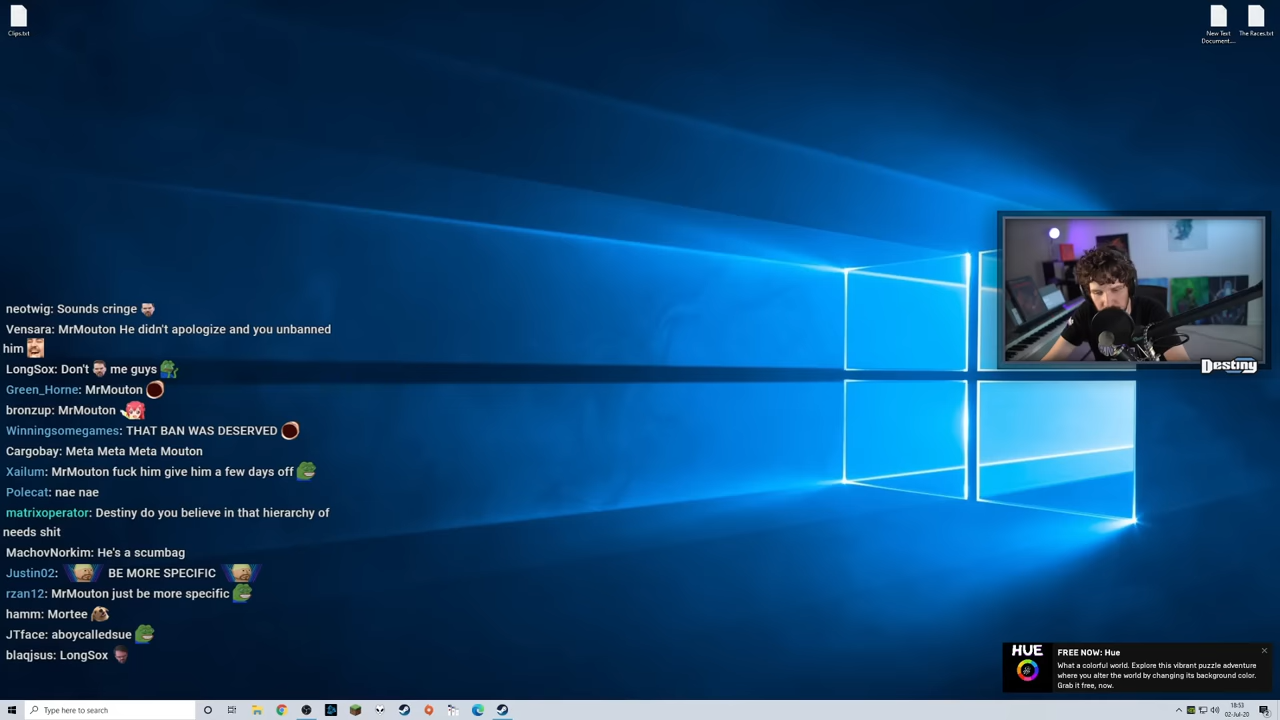 Clips.txt
New Text
Document....
The Races.txt
neotwig: Sounds cringe
Vensara: MrMouton He didn't apologize and you unbanned
him
LongSox: Don't me guys
Green_Horne: MrMouton
bronzup: MrMouton
Winningsomegames: THAT BAN WAS DESERVED
Cargobay: Meta Meta Meta Mouton
Xailum: MrMouton fuck him give him a few days off
Polecat: nae nae
matrixoperator: Destiny do you believe in that hierarchy of
needs shit
MachovNorkim: He's a scumbag
Justin02: BE MORE SPECIFIC
rzan12: MrMouton just be more specific
hamm: Mortee
JTface: aboycalledsue
blaqjsus: LongSox
Destiny
HUE
FREE NOW: Hue
What a colorful world. Explore this vibrant puzzle adventure
where you alter the world by changing its background color.
Grab it free, now.
Type here to search
18:53
02-Jul-20